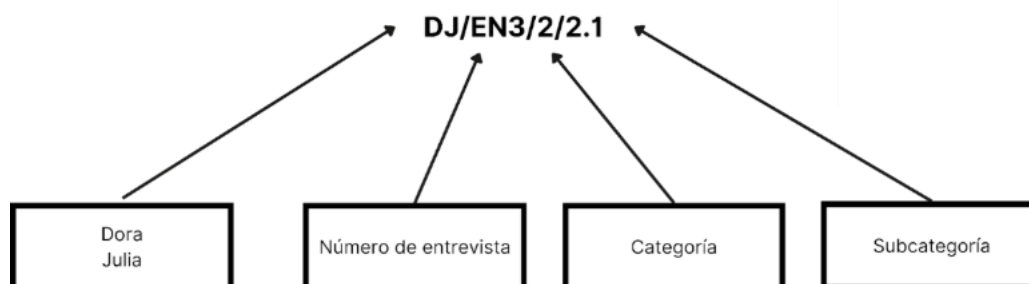 DJ/EN3/2/2.1
Dora
Julia
Número de entrevista
Categoría
Subcategoría